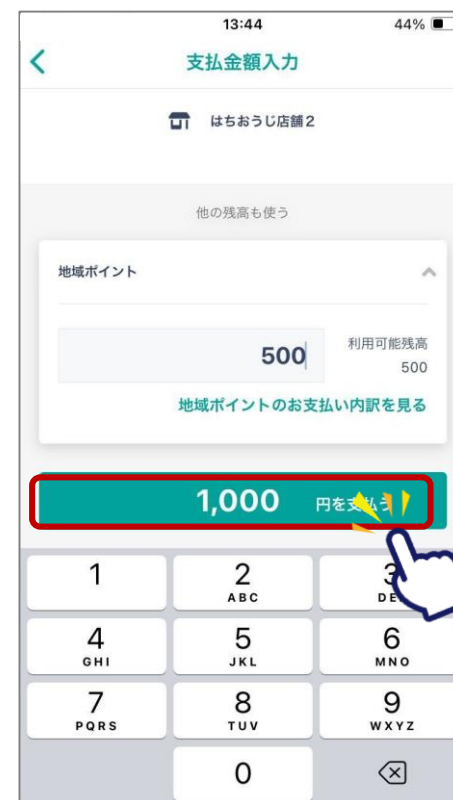 13:44 44%
支払金額入力
はちおうじ店舗2
他の残高も使う
地域ポイント
500
利用可能残高
500
地域ポイントのお支払い内訳を見る
1,000 円を支払う
1
2
ABC
3
DE
4
GHI
5
JKL
6
MNO
7
PQRS
8
TUV
9
WXYZ
0